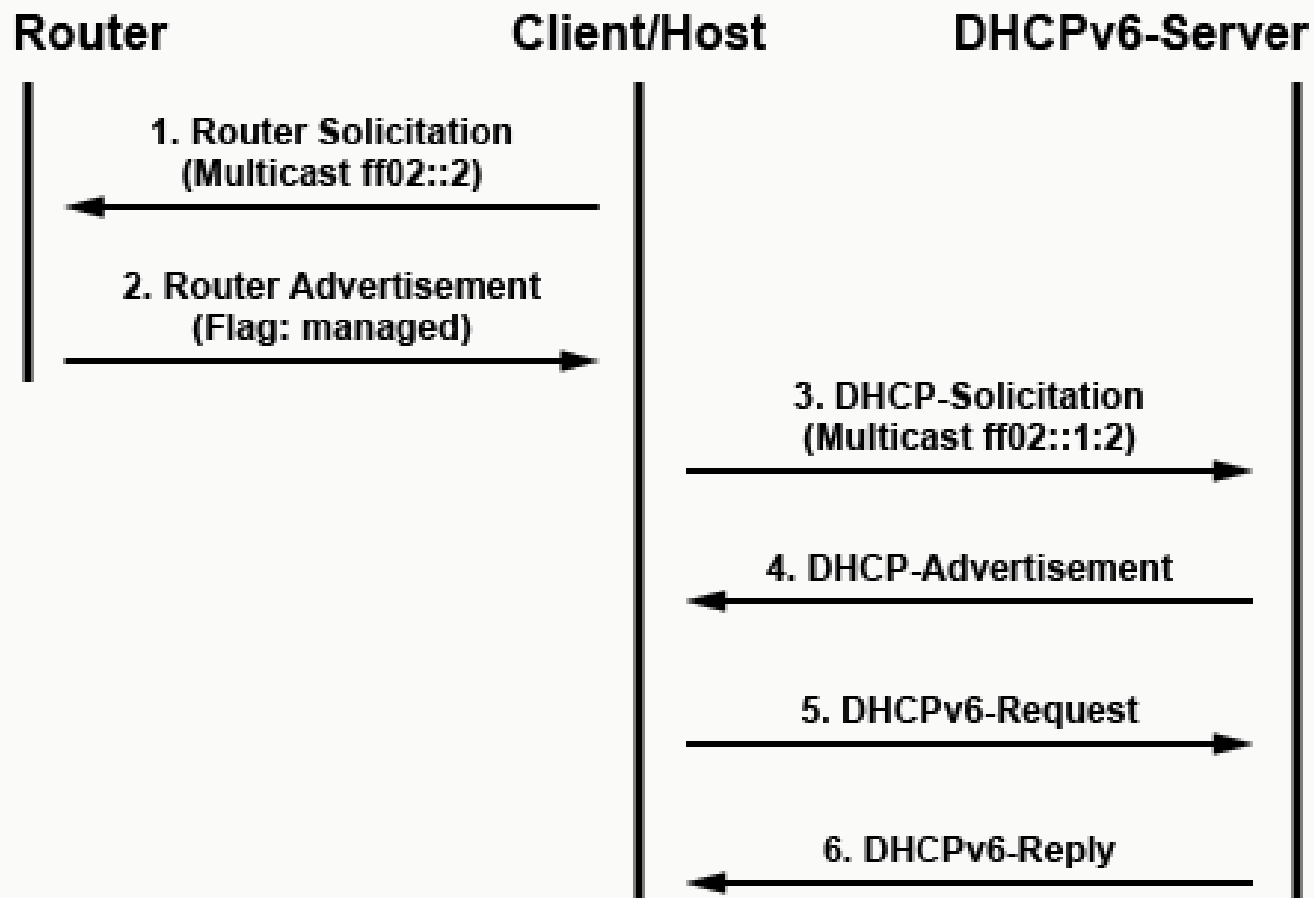 Router
Client/Host
DHCPv6-Server
1. Router Solicitation
(Multicast ff02::2)
2. Router Advertisement
(Flag: managed)
3. DHCP-Solicitation
(Multicast ff02::1:2)
4. DHCP-Advertisement
5. DHCPv6-Request
6. DHCPv6-Reply